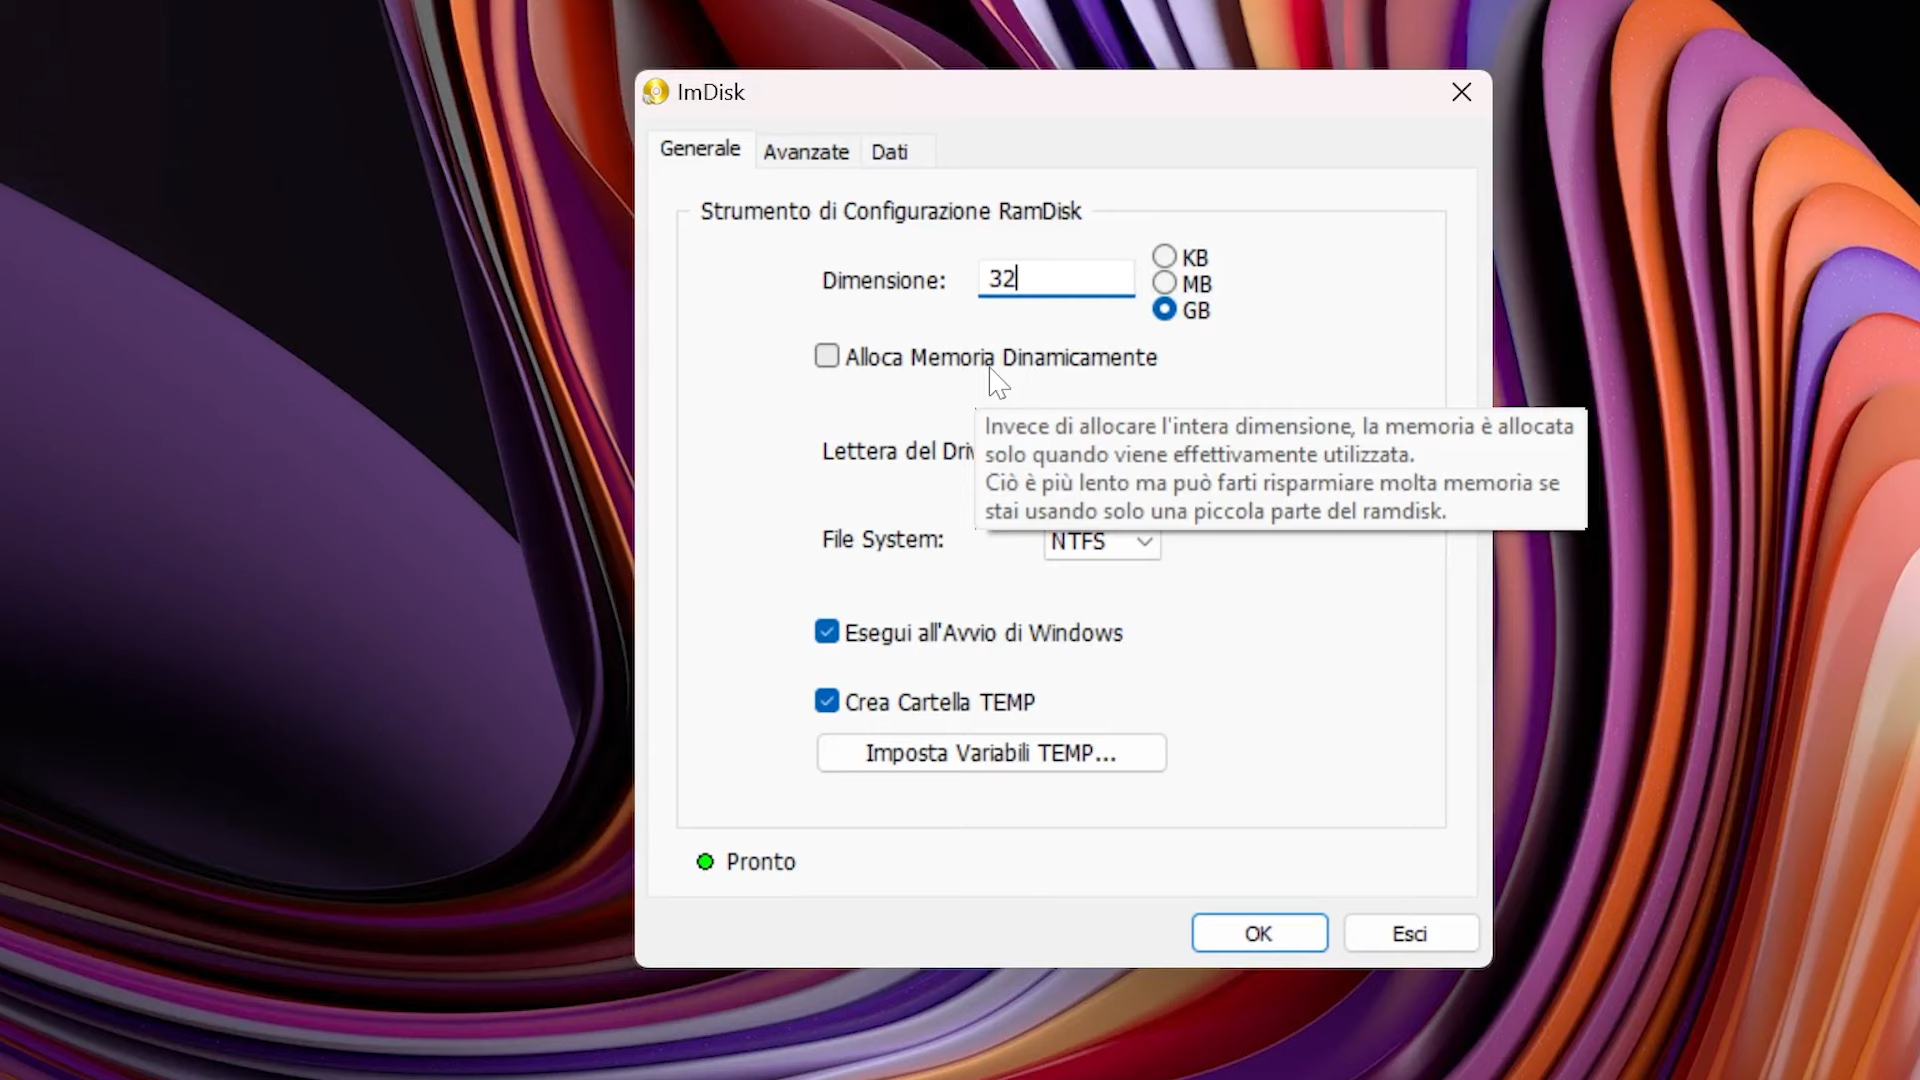 ImDisk
Generale Avanzate Dati
Strumento di Configurazione RamDisk
Dimensione: 32
KB
MB
GB
Alloca Memoria Dinamicamente
Invece di allocare l'intera dimensione, la memoria è allocata
solo quando viene effettivamente utilizzata.
Ciò è più lento ma può farti risparmiare molta memoria se
stai usando solo una piccola parte del ramdisk.
Lettera del
File System: NTFS
Esegui all'Avvio di Windows
Crea Cartella TEMP
Imposta Variabili TEMP...
Pronto
OK Esci